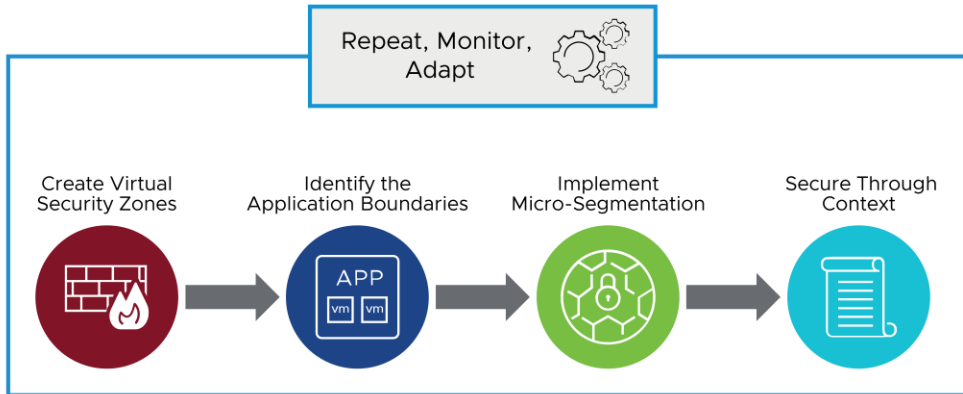 Repeat, Monitor,
Adapt
Create Virtual
Security Zones
Identify the
Application Boundaries
Implement
Micro-Segmentation
Secure Through
Context
APP
vm vm